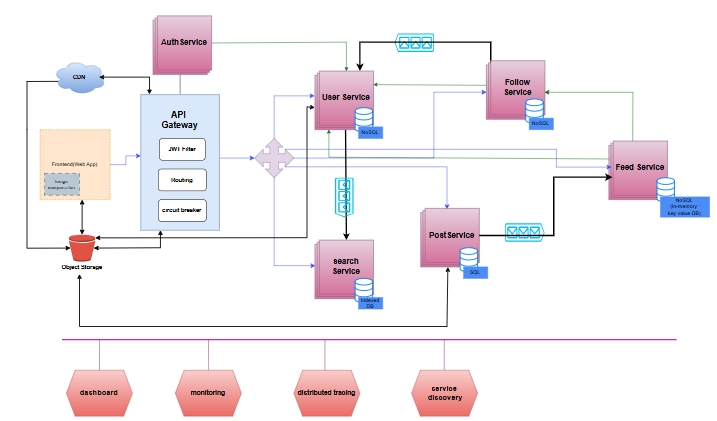 Auth Service
CDN
API
Gateway
JWT Filter
Routing
circuit breaker
Frontend(Web App)
Image
compression
Object Storage
User Service
NoSQL
Follow
Service
NoSQL
Feed Service
NoSQL
(in-memory
key value DB)
Post Service
SQL
search
Service
Indexed
DB
dashboard
monitoring
distributed tracing
service
discovery